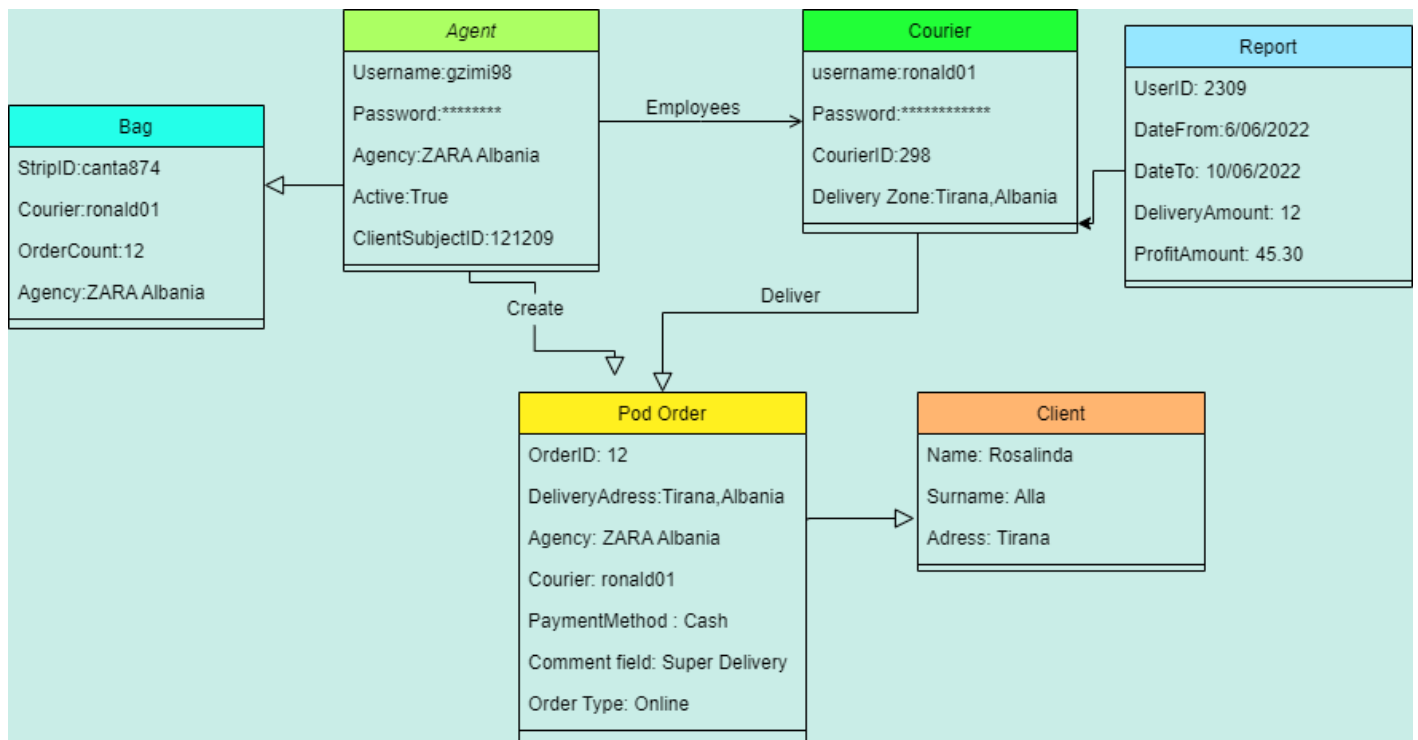 Agent
Username:gzimi98
Password:********
Agency:ZARA Albania
Active:True
ClientSubjectID:121209
Employees
Courier
username:ronald01
Password:************
CourierID:298
Delivery Zone:Tirana,Albania
Report
UserID: 2309
DateFrom:6/06/2022
DateTo: 10/06/2022
DeliveryAmount: 12
ProfitAmount: 45.30
Bag
StripID:canta874
Courier:ronald01
OrderCount:12
Agency:ZARA Albania
Create
Deliver
Pod Order
OrderID: 12
DeliveryAdress:Tirana,Albania
Agency: ZARA Albania
Courier: ronald01
PaymentMethod : Cash
Comment field: Super Delivery
Order Type: Online
Client
Name: Rosalinda
Surname: Alla
Adress: Tirana